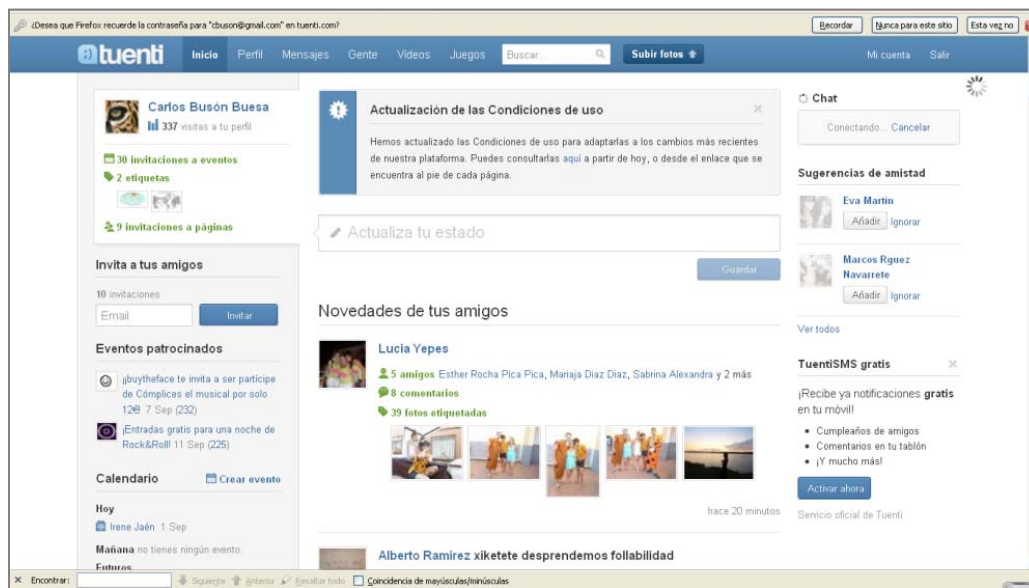 ¿Desea que Firefox recuerde la contraseña para "cbuson@gmail.com" en tuenti.com?
Recordar
Nunca para este sitio
Esta vez no
tuenti
Inicio
Perfil
Mensajes
Gente
Vídeos
Juegos
Buscar...
Subir fotos
Mi cuenta
Salir
Carlos Busón Buesa
337 visitas a tu perfil
30 invitaciones a eventos
2 etiquetas
9 invitaciones a páginas
Invita a tus amigos
10 invitaciones
Email
Invitar
Eventos patrocinados
¡¡buytheface te invita a ser partícipe
de Cómplices el musical por solo
12€! 7 Sep (232)
¡Entradas gratis para una noche de
Rock&Roll! 11 Sep (225)
Calendario
Crear evento
Hoy
Irene Jaén 1 Sep
Mañana no tienes ningún evento.
Futuros
Actualización de las Condiciones de uso
Hemos actualizado las Condiciones de uso para adaptarlas a los cambios más recientes
de nuestra plataforma. Puedes consultarlas aquí a partir de hoy, o desde el enlace que se
encuentra al pie de cada página.
Actualiza tu estado
Guardar
Novedades de tus amigos
Lucia Yepes
5 amigos Esther Rocha Pica Pica, Mariaja Diaz Diaz, Sabrina Alexandra y 2 más
8 comentarios
39 fotos etiquetadas
hace 20 minutos
Alberto Ramirez xiketete desprendemos follabilidad
Chat
Conectando... Cancelar
Sugerencias de amistad
Eva Martín
Añadir Ignorar
Marcos Rguez
Navarrete
Añadir Ignorar
Ver todos
TuentiSMS gratis
¡Recibe ya notificaciones gratis
en tu móvil!
• Cumpleaños de amigos
• Comentarios en tu tablón
• ¡Y mucho más!
Activar ahora
Servicio oficial de Tuenti
Encontrar:
Siguiente
Anterior
Resaltar todo
Coincidencia de mayúsculas/minúsculas